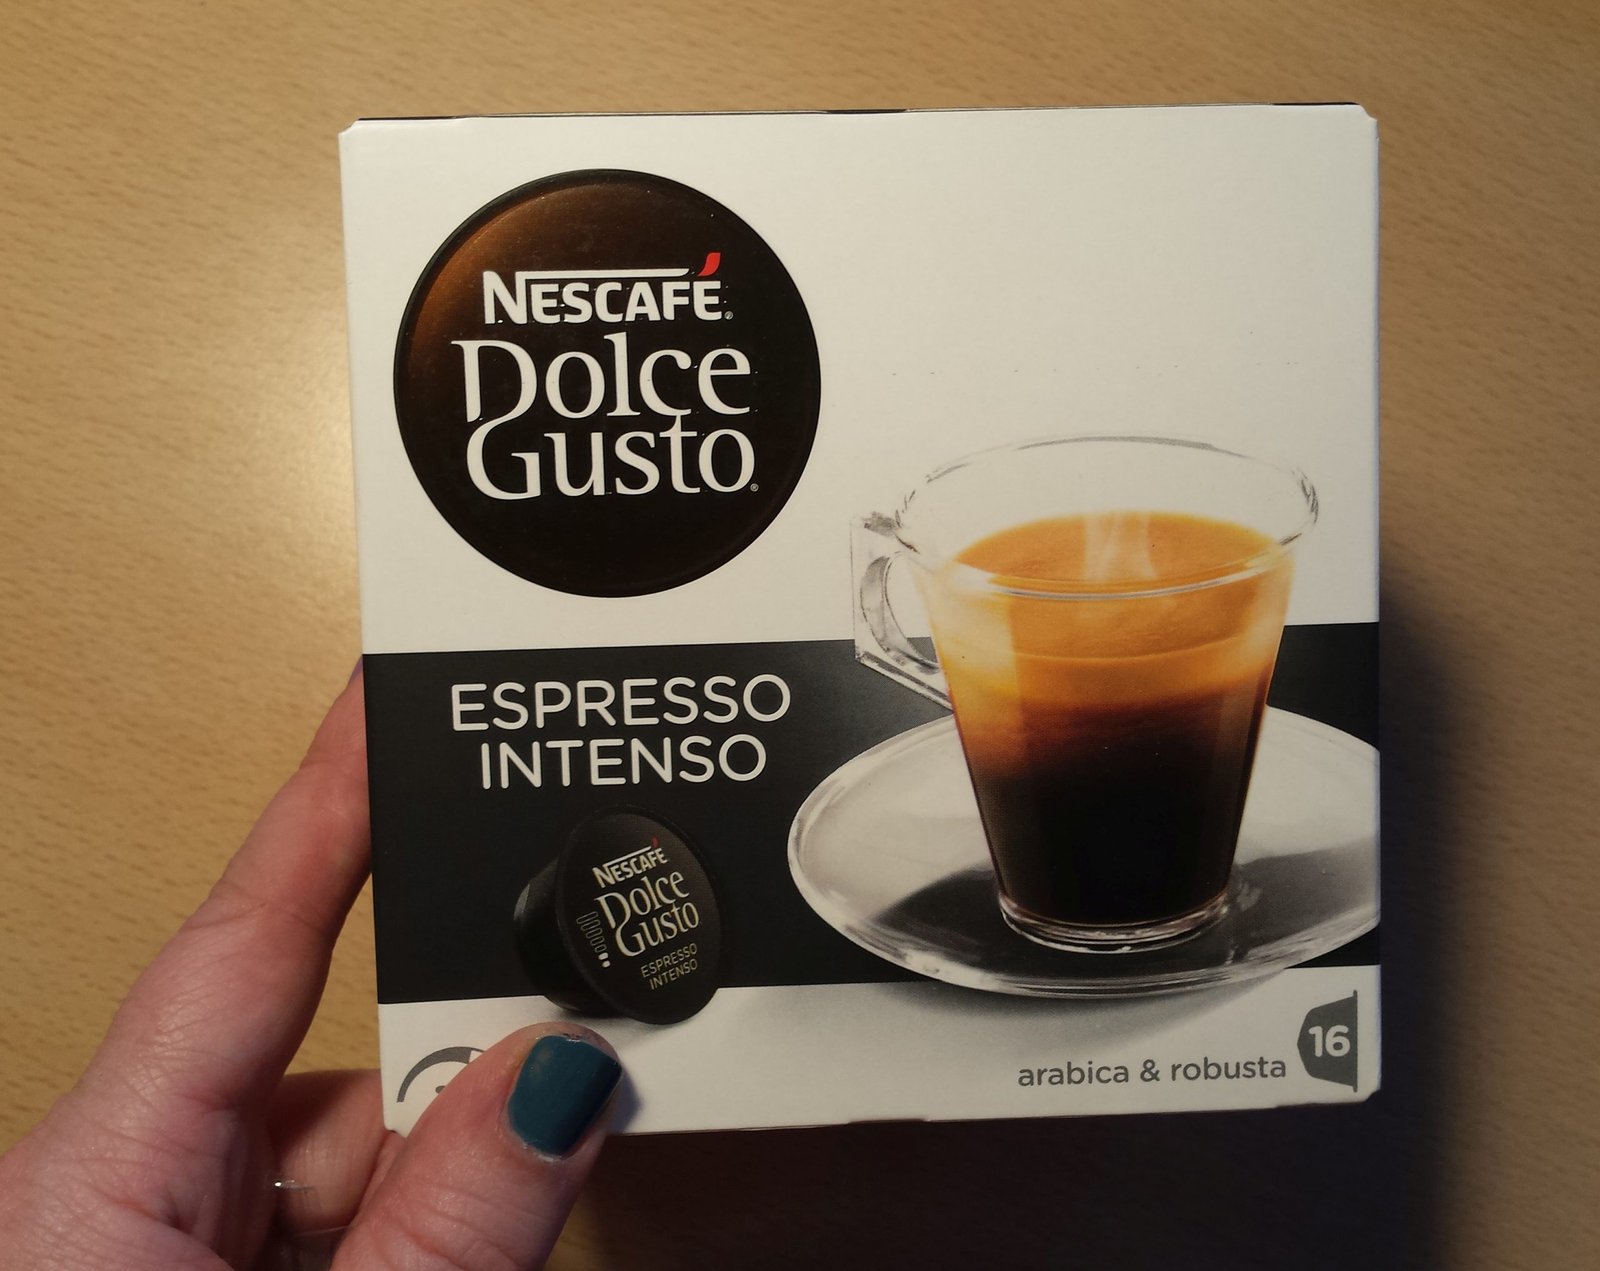 NESCAFÉ®
Dolce
Gusto®
ESPRESSO
INTENSO
NESCAFÉ
Dolce
Gusto
ESPRESSO
INTENSO
16
arabica & robusta